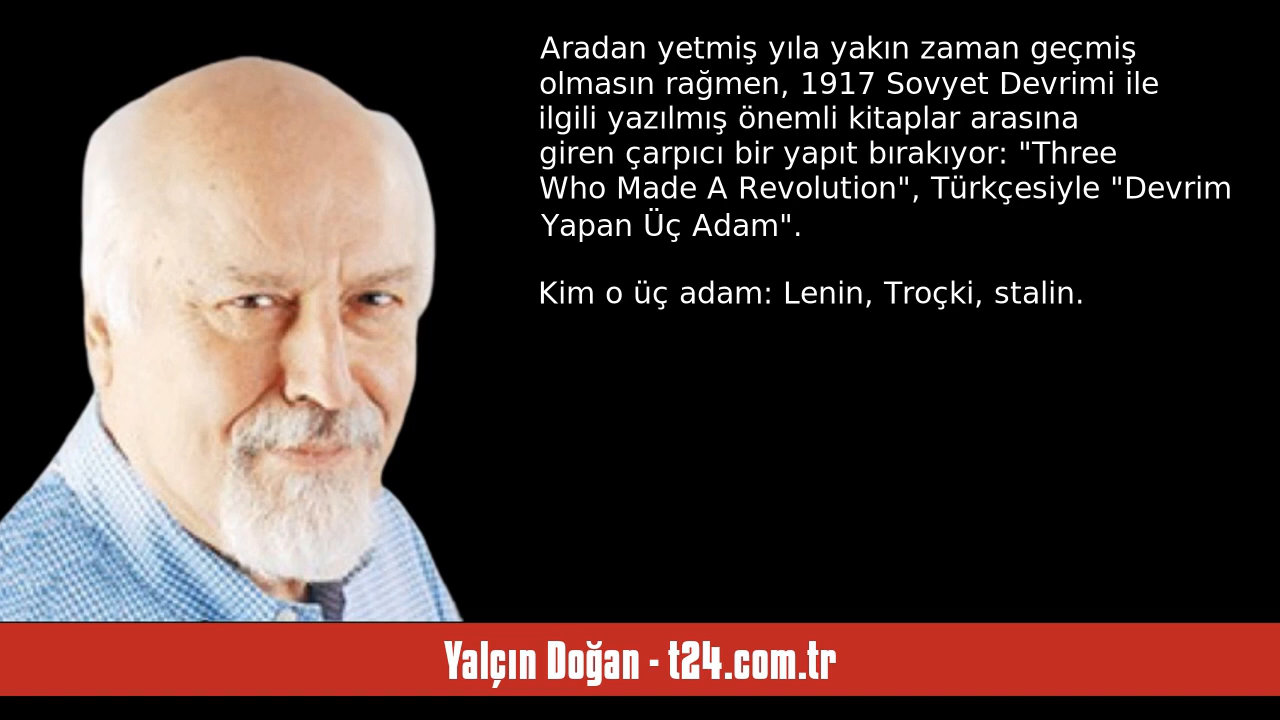 Aradan yetmiş yıla yakın zaman geçmiş
olmasın rağmen, 1917 Sovyet Devrimi ile
ilgili yazılmış önemli kitaplar arasına
giren çarpıcı bir yapıt bırakıyor: "Three
Who Made A Revolution", Türkçesiyle "Devrim
Yapan Üç Adam".
Kim o üç adam: Lenin, Troçki, stalin.
Yalçın Doğan - t24.com.tr